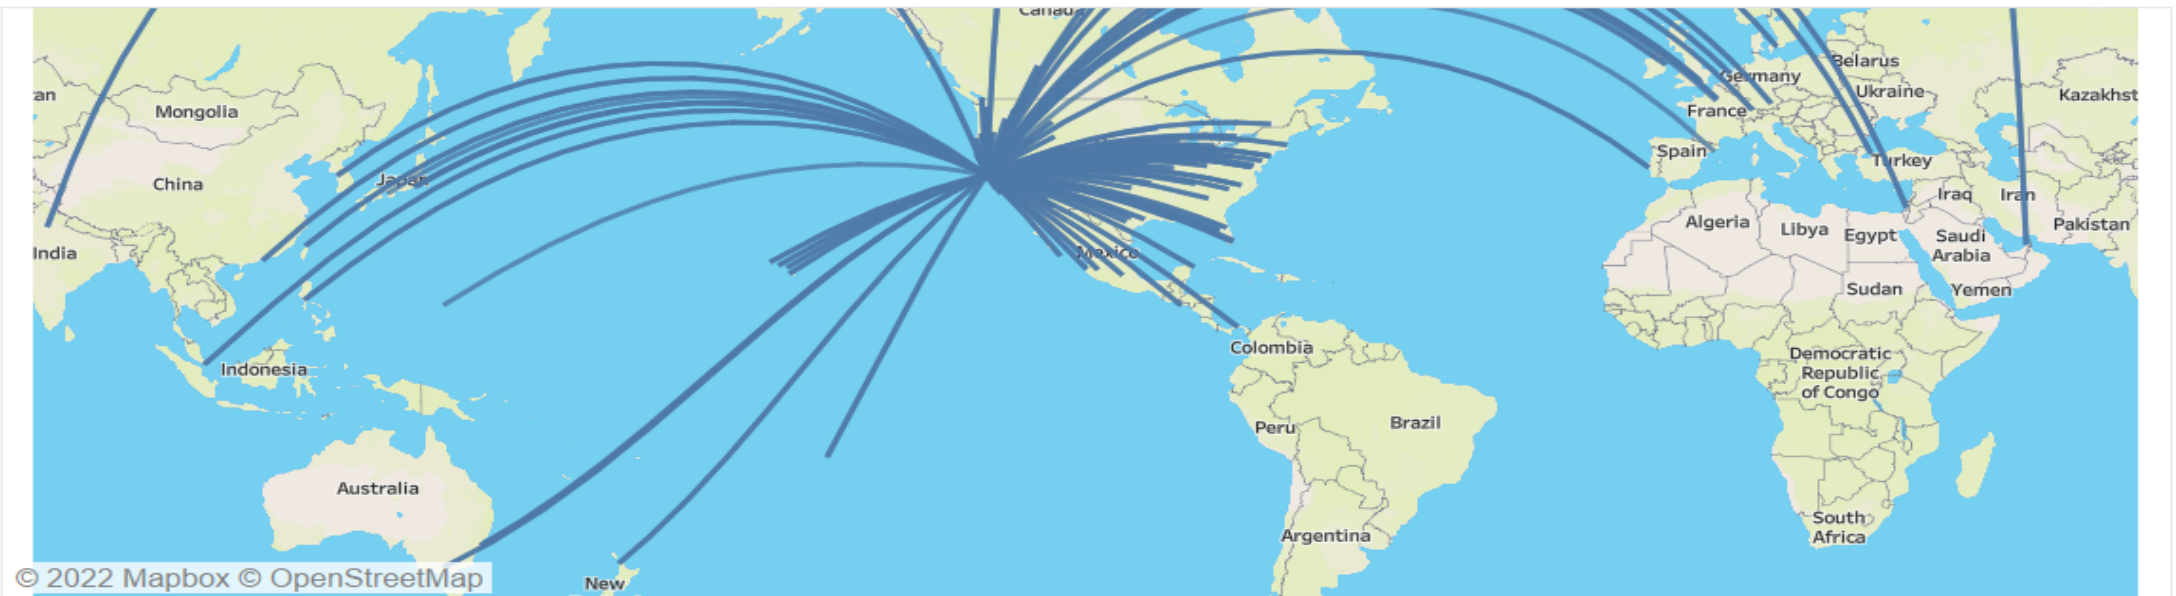 Canad
Belarus
Germany
Ukraine
an
Mongolia
Kazakhst
France
Spain
Turkey
China
Japan
Iraq
Iran
Algeria
Libya
Egypt
Saudi
Arabia
Pakistan
India
Mexico
Sudan
Yemen
Colombia
Democratic
Republic
of Congo
Indonesia
Peru
Brazil
Australia
South
Africa
Argentina
New
© 2022 Mapbox © OpenStreetMap